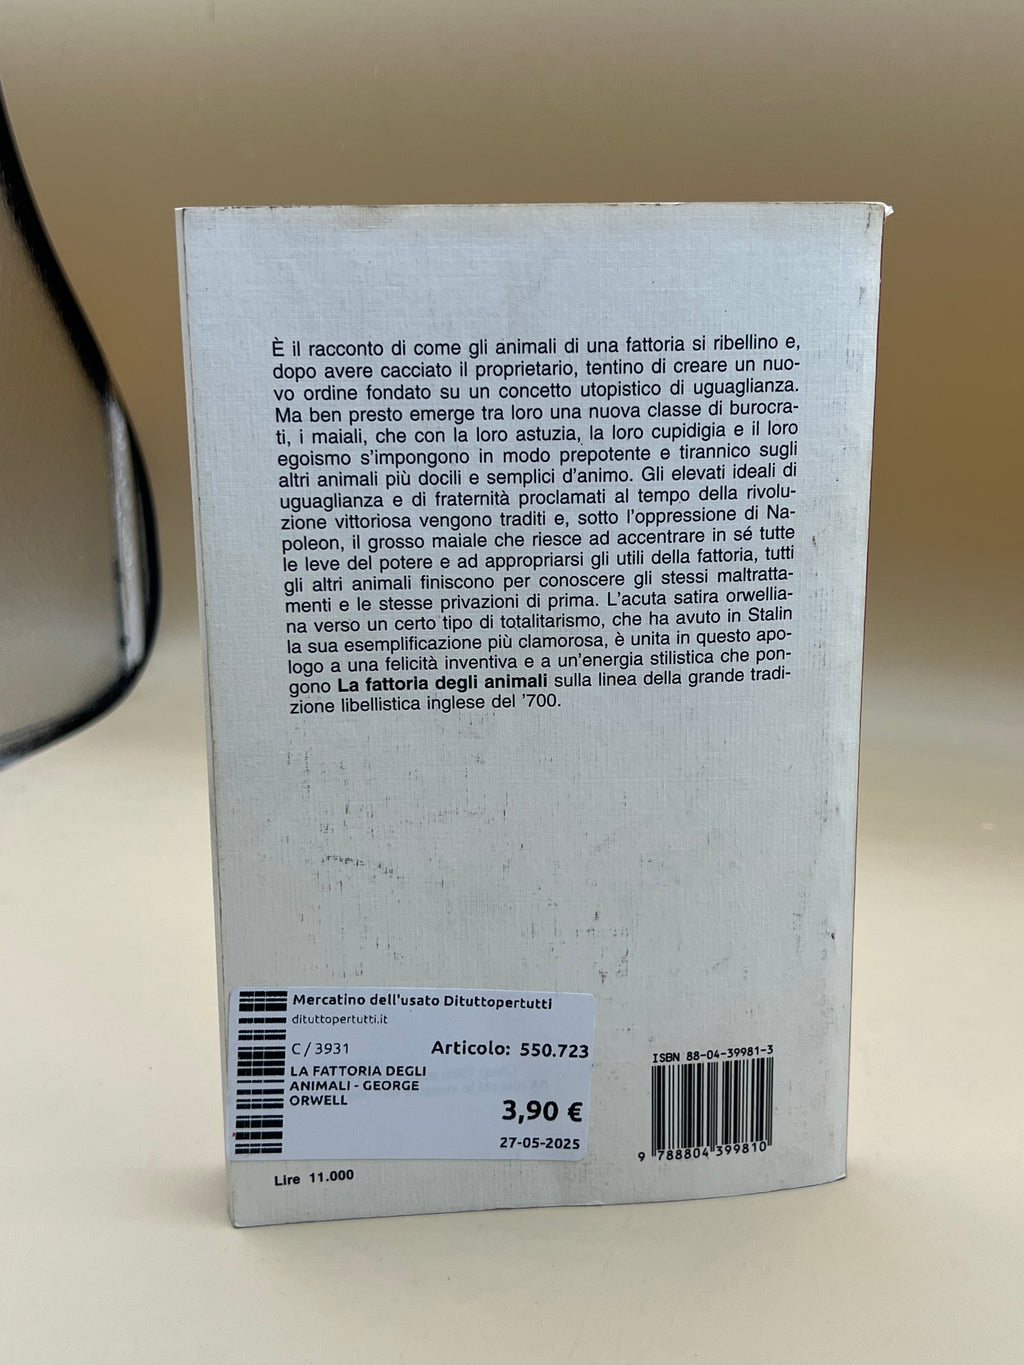 È il racconto di come gli animali di una fattoria si ribellino e,
dopo avere cacciato il proprietario, tentino di creare un nuo-
vo ordine fondato su un concetto utopistico di uguaglianza.
Ma ben presto emerge tra loro una nuova classe di burocra-
ti, i maiali, che con la loro astuzia, la loro cupidigia e il loro
egoismo s'impongono in modo prepotente e tirannico sugli
altri animali più docili e semplici d'animo. Gli elevati ideali di
uguaglianza e di fraternità proclamati al tempo della rivolu-
zione vittoriosa vengono traditi e, sotto l'oppressione di Na-
poleon, il grosso maiale che riesce ad accentrare in sé tutte
le leve del potere e ad appropriarsi gli utili della fattoria, tutti
gli altri animali finiscono per conoscere gli stessi maltratta-
menti e le stesse privazioni di prima. L'acuta satira orwellia-
na verso un certo tipo di totalitarismo, che ha avuto in Stalin
la sua esemplificazione più clamorosa, è unita in questo apo-
logo a una felicità inventiva e a un'energia stilistica che pon-
gono La fattoria degli animali sulla linea della grande tradi-
zione libellistica inglese del '700.
Mercatino dell'usato Dituttopertutti
dituttopertutti.it
C / 3931 Articolo: 550.723
LA FATTORIA DEGLI
ANIMALI - GEORGE
ORWELL
3,90 €
27-05-2025
Lire 11.000
ISBN 88-04-39981-3
9 788804 399810